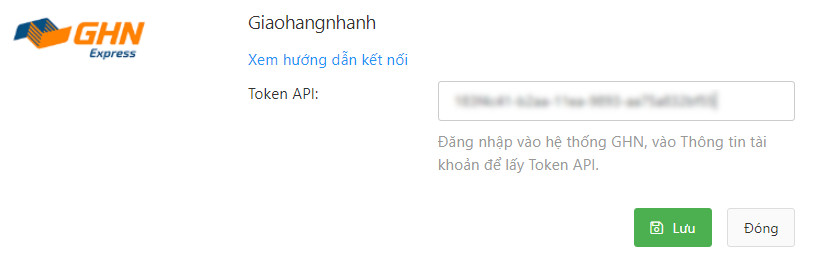 GHN
Express
Giaohangnhanh
Xem hướng dẫn kết nối
Token API:
Đăng nhập vào hệ thống GHN, vào Thông tin tài
khoản để lấy Token API.
Lưu
Đóng